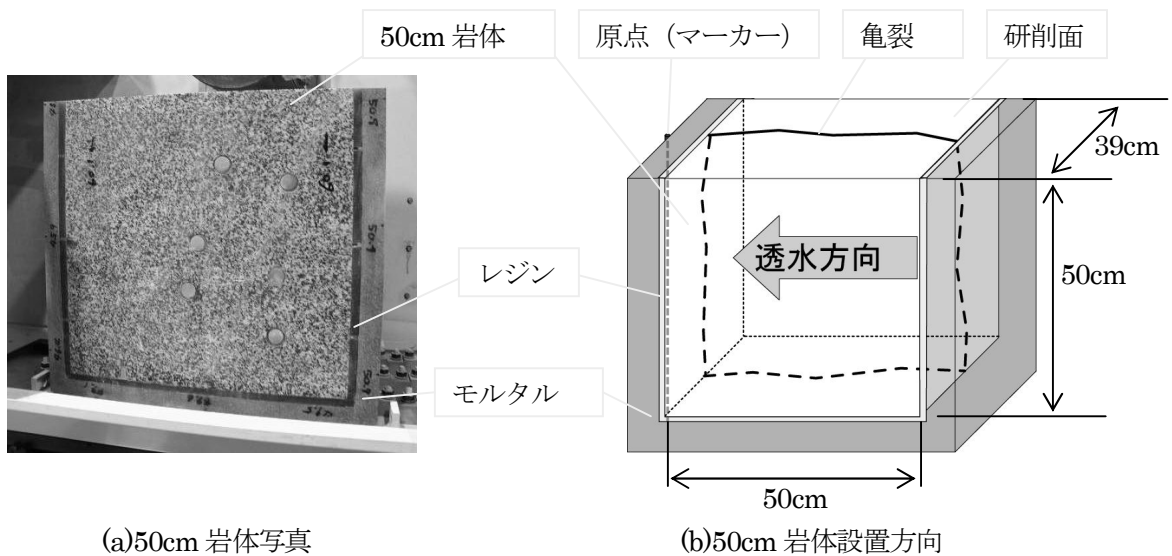 50cm 岩体
原点（マーカー）
亀裂
研削面
39cm
透水方向
50cm
レジン
モルタル
50cm
(a)50cm 岩体写真
(b)50cm 岩体設置方向